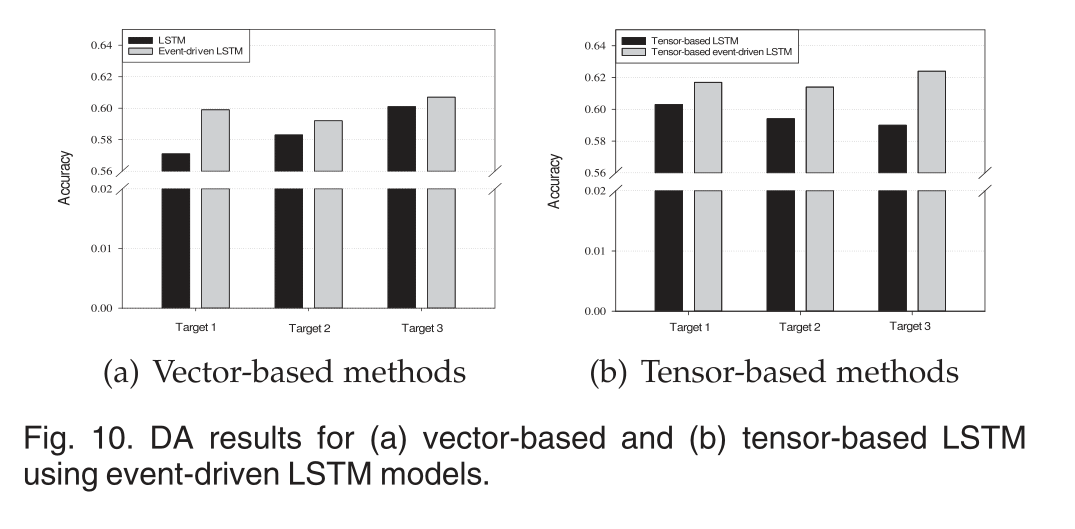 LSTM
Event-driven LSTM
0.64
0.62
0.60
0.58
0.56
0.02
0.01
0.00
Accuracy
Target 1
Target 2
Target 3
(a) Vector-based methods
Tensor-based LSTM
Tensor-based event-driven LSTM
0.64
0.62
0.60
0.58
0.56
0.02
0.01
0.00
Accuracy
Target 1
Target 2
Target 3
(b) Tensor-based methods
Fig. 10. DA results for (a) vector-based and (b) tensor-based LSTM
using event-driven LSTM models.